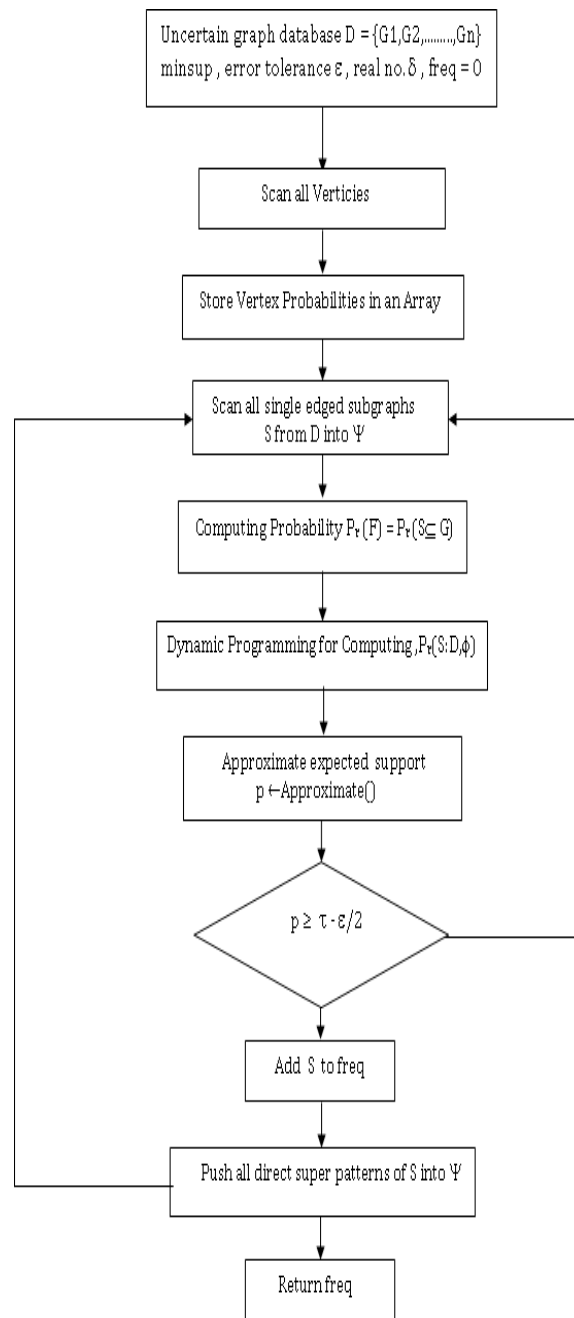 Uncertain graph database D = {G1,G2,.........,Gn}
minsup , error tolerance ε , real no. δ , freq = 0
Scan all Verticies
Store Vertex Probabilities in an Array
Scan all single edged subgraphs
S from D into Ψ
Computing Probability Pr (F) = Pr (S⊆ G)
Dynamic Programming for Computing ,Pr(S:D,ϕ)
Approximate expected support
p ←Approximate()
p ≥ τ - ε/2
Add S to freq
Push all direct super patterns of S into Ψ
Return freq